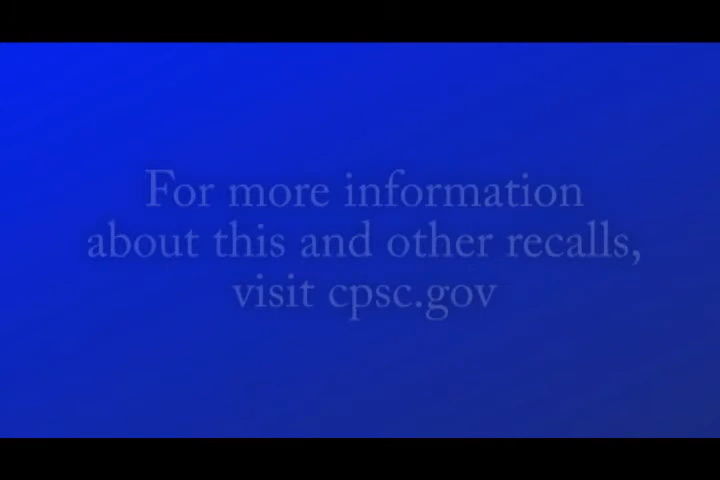 For more information
about this and other recalls,
visit cpsc.gov